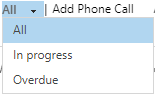 All | Add Phone Call
All
In progress
Overdue